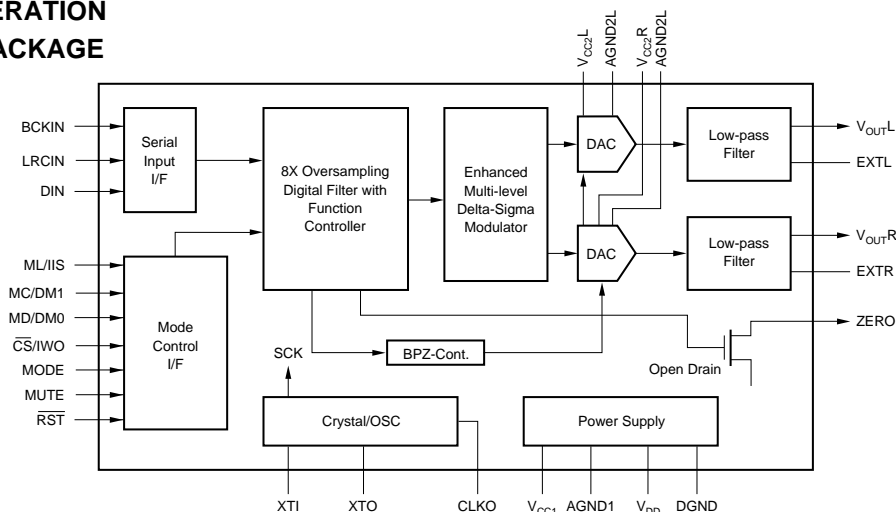 ERATION
ACKAGE
VCC2L
AGND2L
VCC2R
AGND2L
BCKIN
LRCIN
DIN
Serial
Input
I/F
8X Oversampling
Digital Filter with
Function
Controller
Enhanced
Multi-level
Delta-Sigma
Modulator
DAC
Low-pass
Filter
VOUTL
EXTL
DAC
Low-pass
Filter
VOUTR
EXTR
ML/IIS
MC/DM1
MD/DM0
CS/IWO
MODE
MUTE
RST
Mode
Control
I/F
SCK
BPZ-Cont.
Open Drain
ZERO
Crystal/OSC
Power Supply
XTI
XTO
CLKO
VCC1
AGND1
VDD
DGND